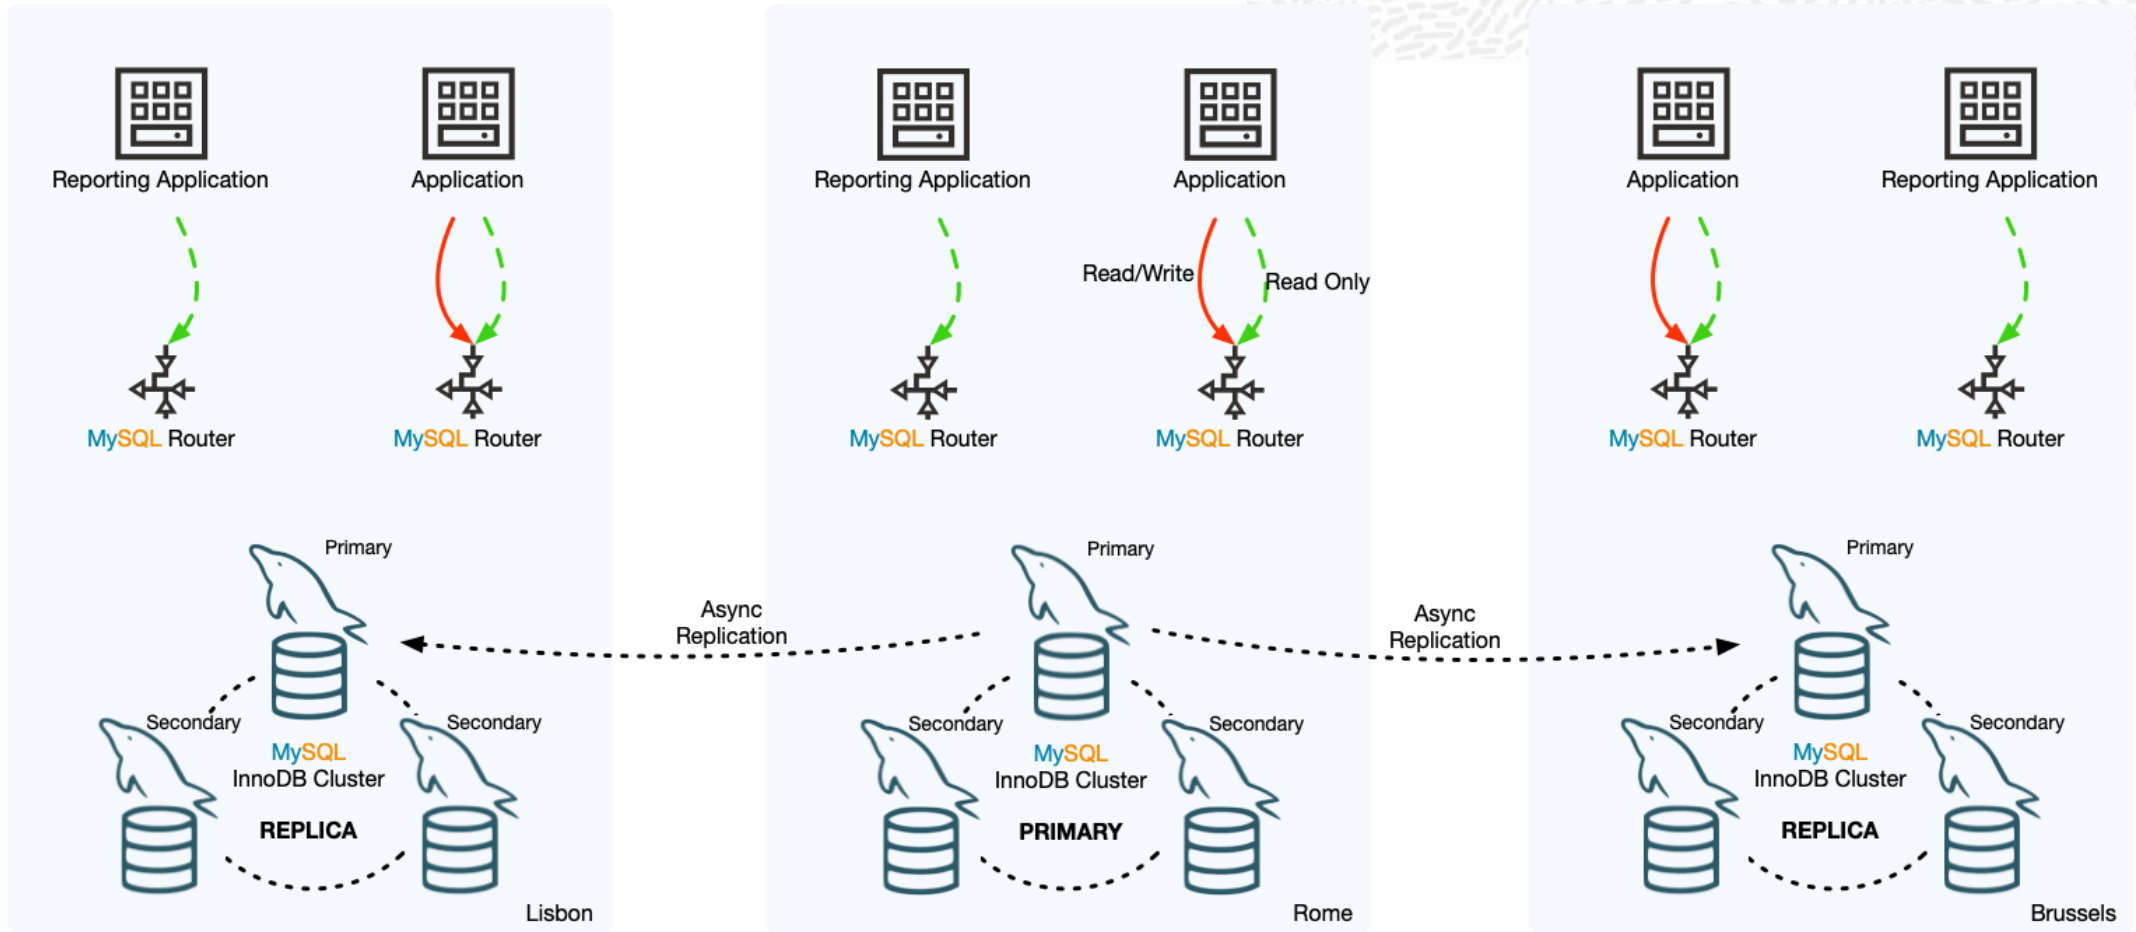 Reporting Application
Application
MySQL Router
MySQL Router
Primary
Secondary
Secondary
MySQL
InnoDB Cluster
REPLICA
Lisbon
Async
Replication
Reporting Application
Application
Read/Write
Read Only
MySQL Router
MySQL Router
Primary
Secondary
Secondary
MySQL
InnoDB Cluster
PRIMARY
Rome
Async
Replication
Application
Reporting Application
MySQL Router
MySQL Router
Primary
Secondary
Secondary
MySQL
InnoDB Cluster
REPLICA
Brussels